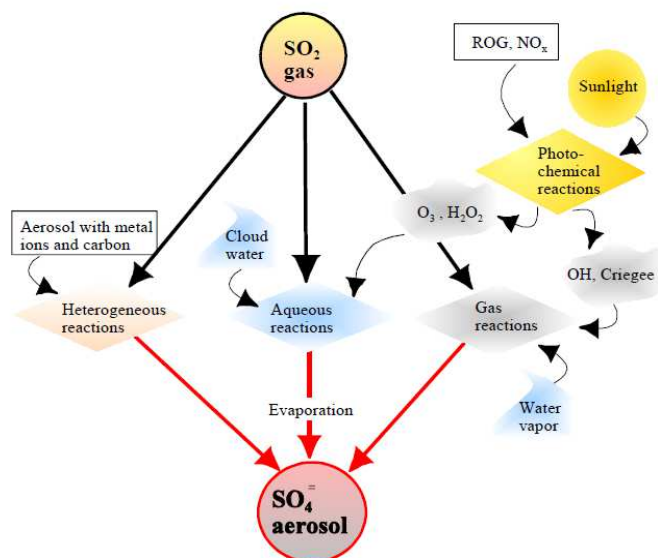 SO₂
gas
ROG, NOₓ
Sunlight
Photo-
chemical
reactions
O₃ , H₂O₂
Aerosol with metal
ions and carbon
Cloud
water
OH, Criegee
Heterogeneous
reactions
Aqueous
reactions
Gas
reactions
Evaporation
Water
vapor
SO₄⁼
aerosol